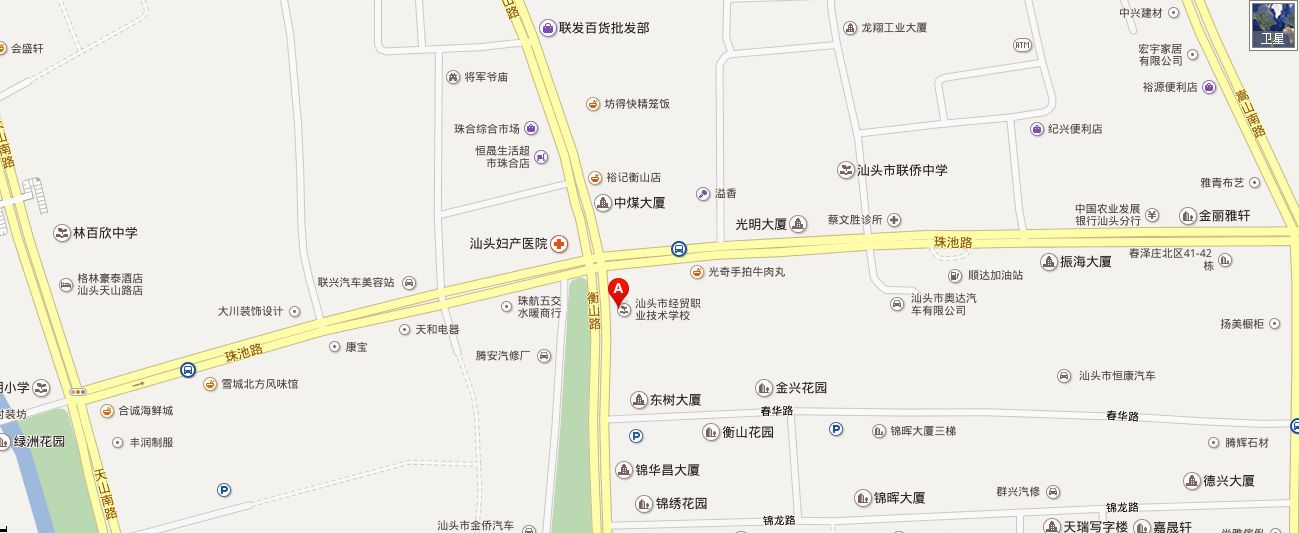 山路
联发百货批发部
龙翔工业大厦
中兴建材
卫星
会盛轩
ATM
宏宇家居
有限公司
将军爷庙
裕源便利店
嵩山南路
坊得快精笼饭
珠合综合市场
纪兴便利店
恒晟生活超
市珠合店
山南路
汕头市联侨中学
裕记衡山店
雅青布艺
溢香
中煤大厦
中国农业发展
银行汕头分行
金丽雅轩
光明大厦
蔡文胜诊所
林百欣中学
汕头妇产医院
珠池路
春泽庄北区41-42
栋
振海大厦
光奇手拍牛肉丸
顺达加油站
格林豪泰酒店
汕头天山路店
联兴汽车美容站
A
衡山路
珠航五交
水暖商行
汕头市经贸职
业技术学校
汕头市奥达汽
车有限公司
大川装饰设计
天和电器
扬美橱柜
康宝
珠池路
腾安汽修厂
雪城北方风味馆
汕头市恒康汽车
小学
金兴花园
东树大厦
合诚海鲜城
装坊
春华路
春华路
绿洲花园
丰润制服
P
衡山花园
P
锦晖大厦三梯
腾辉石材
锦华昌大厦
天山南路
P
德兴大厦
群兴汽修
锦晖大厦
锦绣花园
锦龙路
锦龙路
汕头市金侨汽车
天瑞写字楼
嘉晟轩